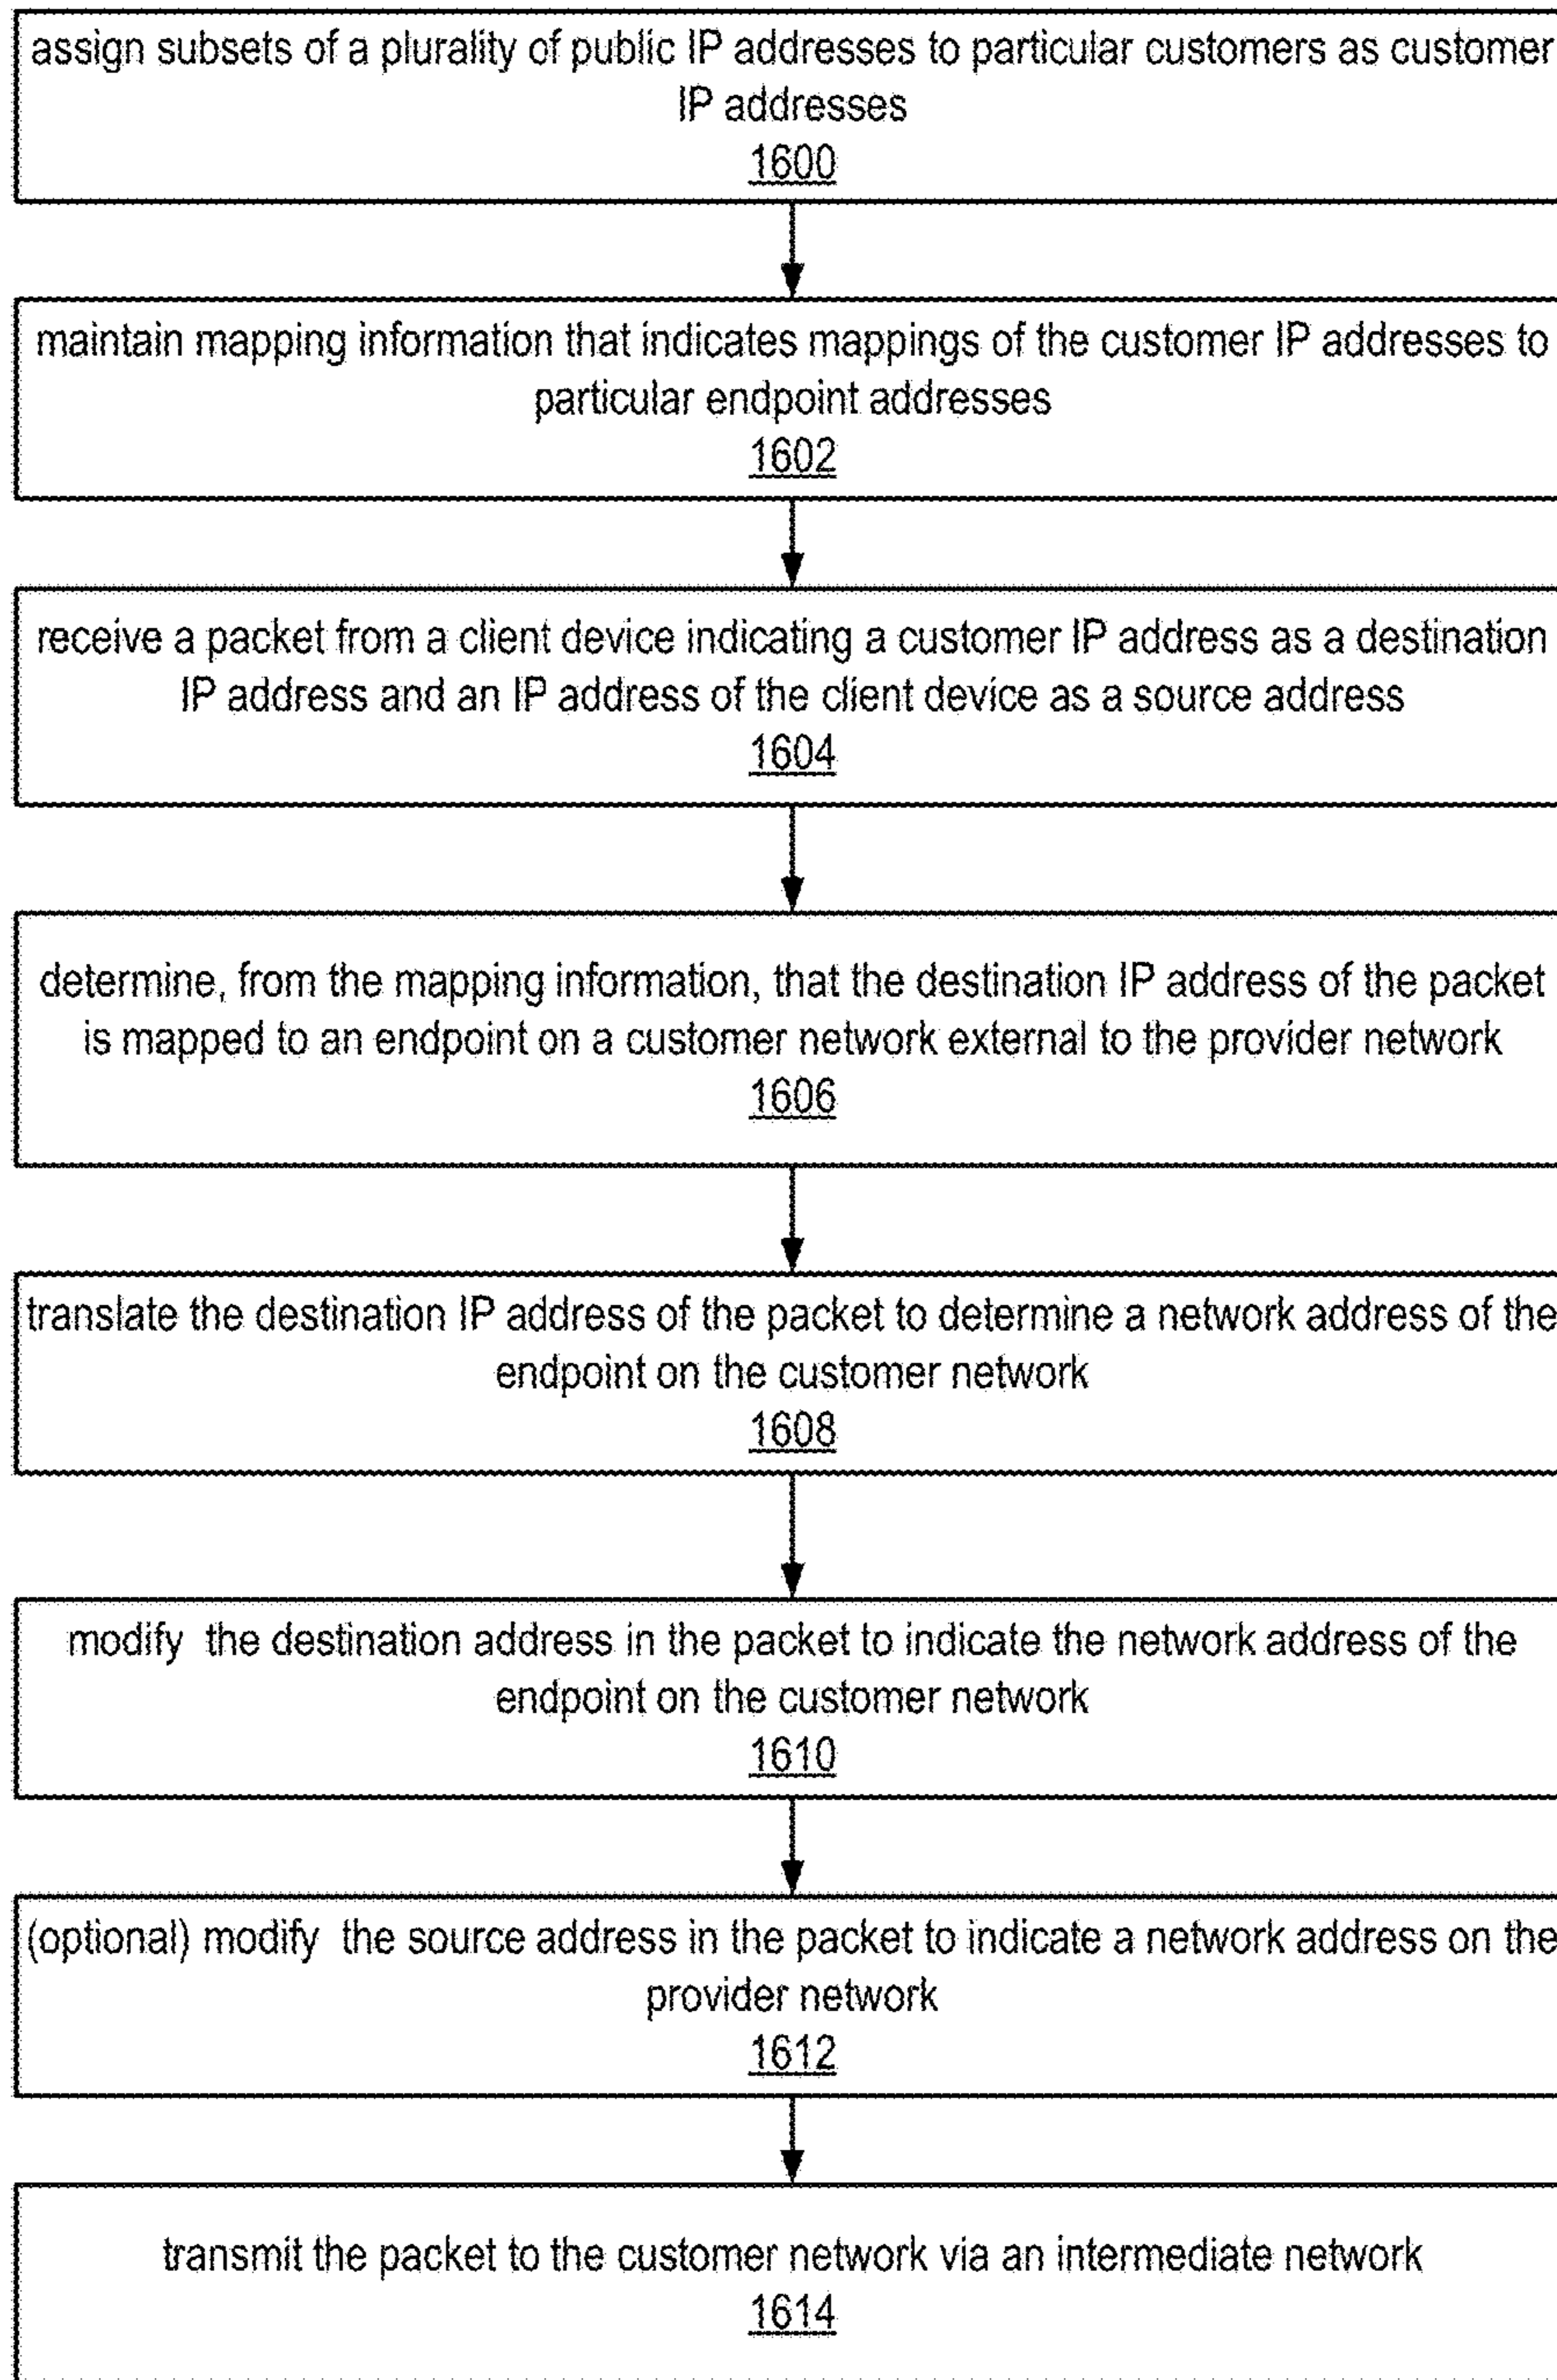 assign subsets of a plurality of public IP addresses to particular customers as customer
IP addresses
1600
maintain mapping information that indicates mappings of the customer IP addresses to
particular endpoint addresses
1602
receive a packet from a client device indicating a customer IP address as a destination
IP address and an IP address of the client device as a source address
1604
determine, from the mapping information, that the destination IP address of the packet
is mapped to an endpoint on a customer network external to the provider network
1606
translate the destination IP address of the packet to determine a network address of the
endpoint on the customer network
1608
modify the destination address in the packet to indicate the network address of the
endpoint on the customer network
1610
(optional) modify the source address in the packet to indicate a network address on the
provider network
1612
transmit the packet to the customer network via an intermediate network
1614